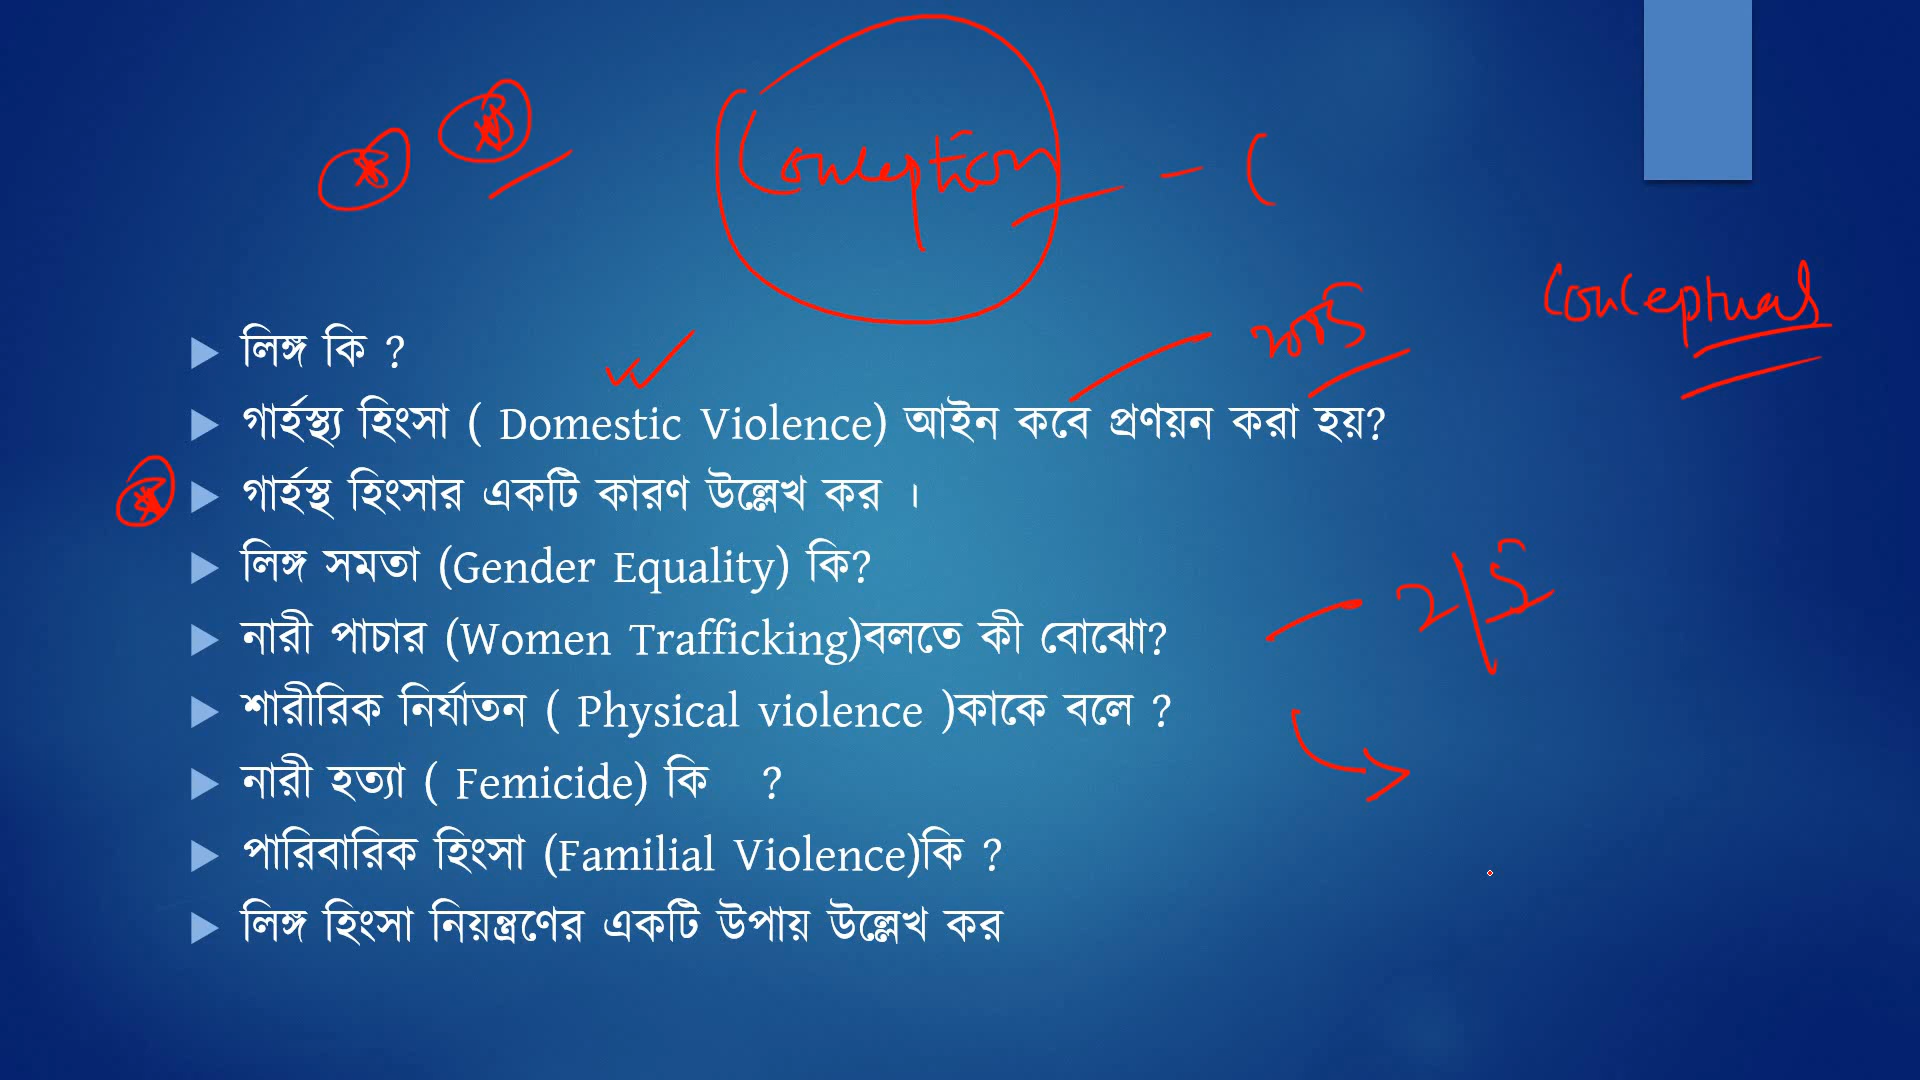 Conception - (
Conceptual
লিঙ্গ কি ?
গার্হস্থ্য হিংসা ( Domestic Violence) আইন কবে প্রণয়ন করা হয়?
গার্হস্থ হিংসার একটি কারণ উল্লেখ কর ।
লিঙ্গ সমতা (Gender Equality) কি?
নারী পাচার (Women Trafficking)বলতে কী বোঝো?
শারীরিক নির্যাতন ( Physical violence )কাকে বলে ?
নারী হত্যা ( Femicide) কি ?
পারিবারিক হিংসা (Familial Violence)কি ?
লিঙ্গ হিংসা নিয়ন্ত্রণের একটি উপায় উল্লেখ কর